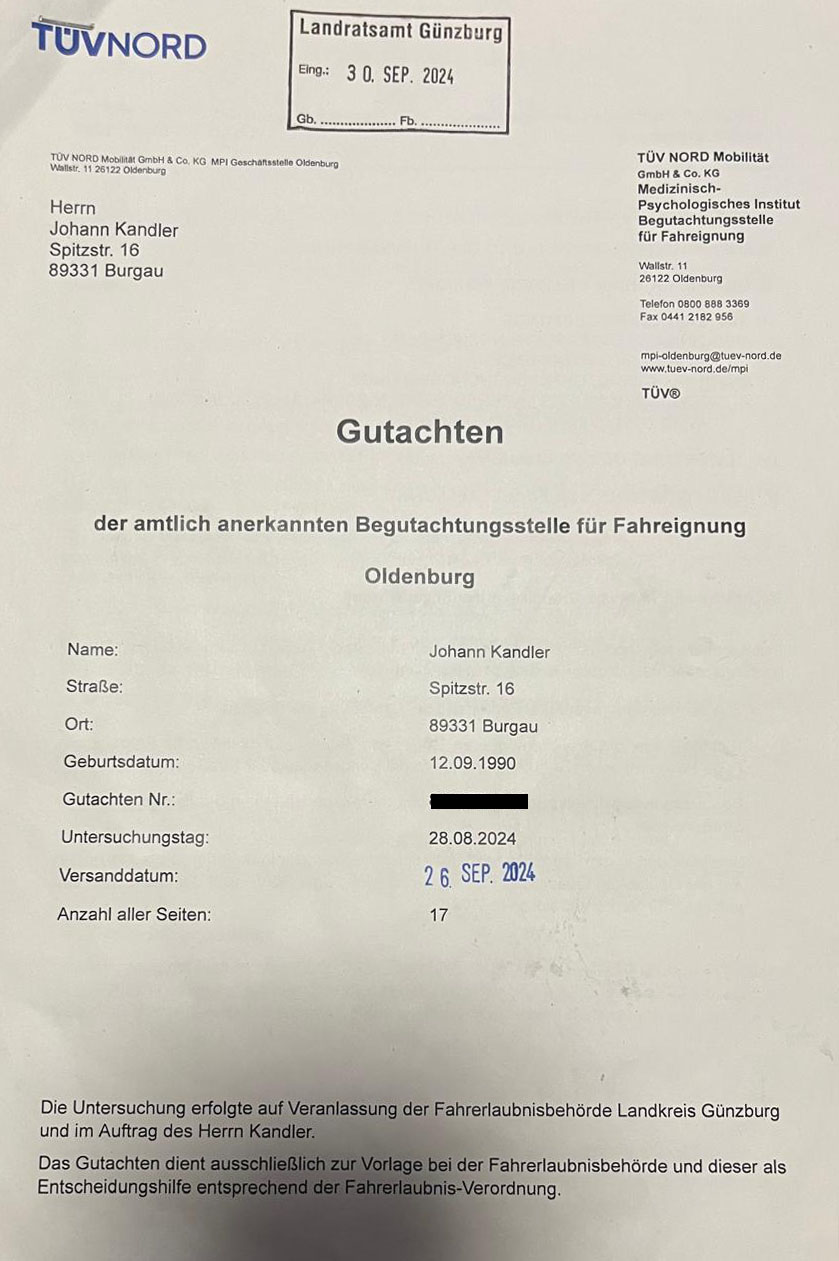 TÜVNORD
Landratsamt Günzburg
Eing.: 30. SEP. 2024
Gb. .................... Fb. .....................
TÜV NORD Mobilität GmbH & Co. KG MPI Geschäftsstelle Oldenburg
Wallstr. 11 26122 Oldenburg
Herrn
Johann Kandler
Spitzstr. 16
89331 Burgau
TÜV NORD Mobilität
GmbH & Co. KG
Medizinisch-
Psychologisches Institut
Begutachtungsstelle
für Fahreignung
Wallstr. 11
26122 Oldenburg
Telefon 0800 888 3369
Fax 0441 2182 956
mpi-oldenburg@tuev-nord.de
www.tuev-nord.de/mpi
TÜV®
Gutachten
der amtlich anerkannten Begutachtungsstelle für Fahreignung
Oldenburg
Name: Johann Kandler
Straße: Spitzstr. 16
Ort: 89331 Burgau
Geburtsdatum: 12.09.1990
Gutachten Nr.:
Untersuchungstag: 28.08.2024
Versanddatum: 26. SEP. 2024
Anzahl aller Seiten: 17
Die Untersuchung erfolgte auf Veranlassung der Fahrerlaubnisbehörde Landkreis Günzburg
und im Auftrag des Herrn Kandler.
Das Gutachten dient ausschließlich zur Vorlage bei der Fahrerlaubnisbehörde und dieser als
Entscheidungshilfe entsprechend der Fahrerlaubnis-Verordnung.